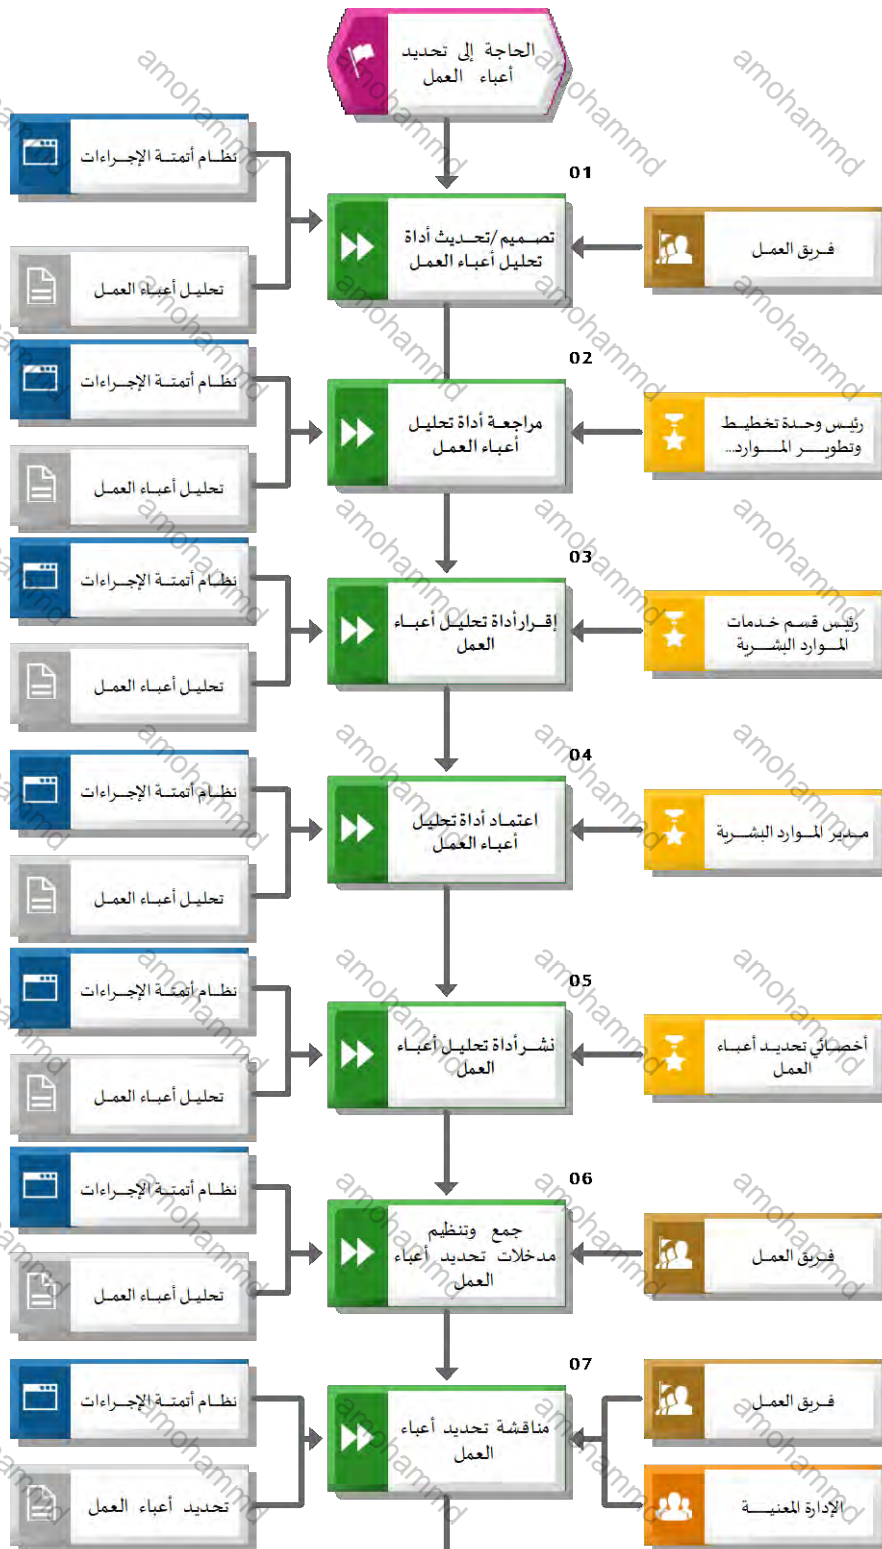 الحاجة إلى تحديد
أعباء العمل
01
فريق العمل
تصميم/تحديث أداة
تحليل أعباء العمل
نظام أتمتة الإجراءات
تحليل أعباء العمل
02
رئيس وحدة تخطيط
وتطوير الموارد...
مراجعة أداة تحليل
أعباء العمل
نظام أتمتة الإجراءات
تحليل أعباء العمل
03
رئيس قسم خدمات
الموارد البشرية
إقرار أداة تحليل أعباء
العمل
نظام أتمتة الإجراءات
تحليل أعباء العمل
04
مدير الموارد البشرية
اعتماد أداة تحليل
أعباء العمل
نظام أتمتة الإجراءات
تحليل أعباء العمل
05
أخصائي تحديد أعباء
العمل
نشر أداة تحليل أعباء
العمل
نظام أتمتة الإجراءات
تحليل أعباء العمل
06
فريق العمل
جمع وتنظيم
مدخلات تحديد أعباء
العمل
نظام أتمتة الإجراءات
تحليل أعباء العمل
07
فريق العمل
الإدارة المعنية
مناقشة تحديد أعباء
العمل
نظام أتمتة الإجراءات
تحديد أعباء العمل
amohammd